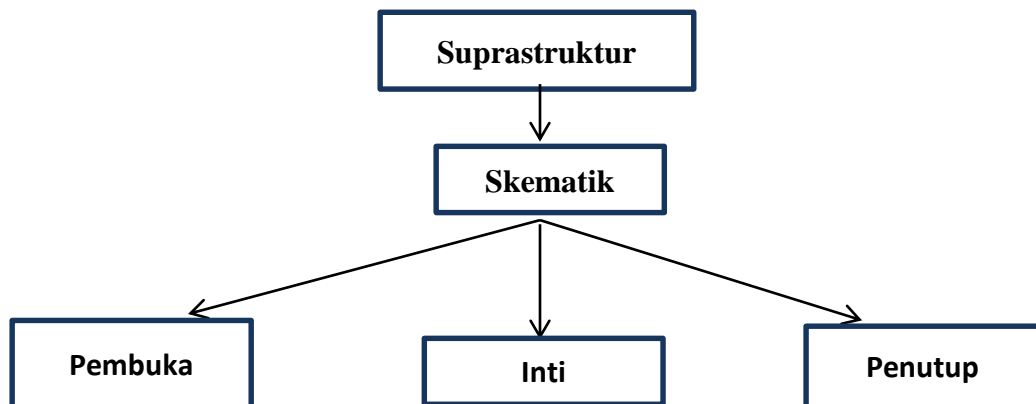 Suprastruktur
Skematik
Pembuka
Inti
Penutup